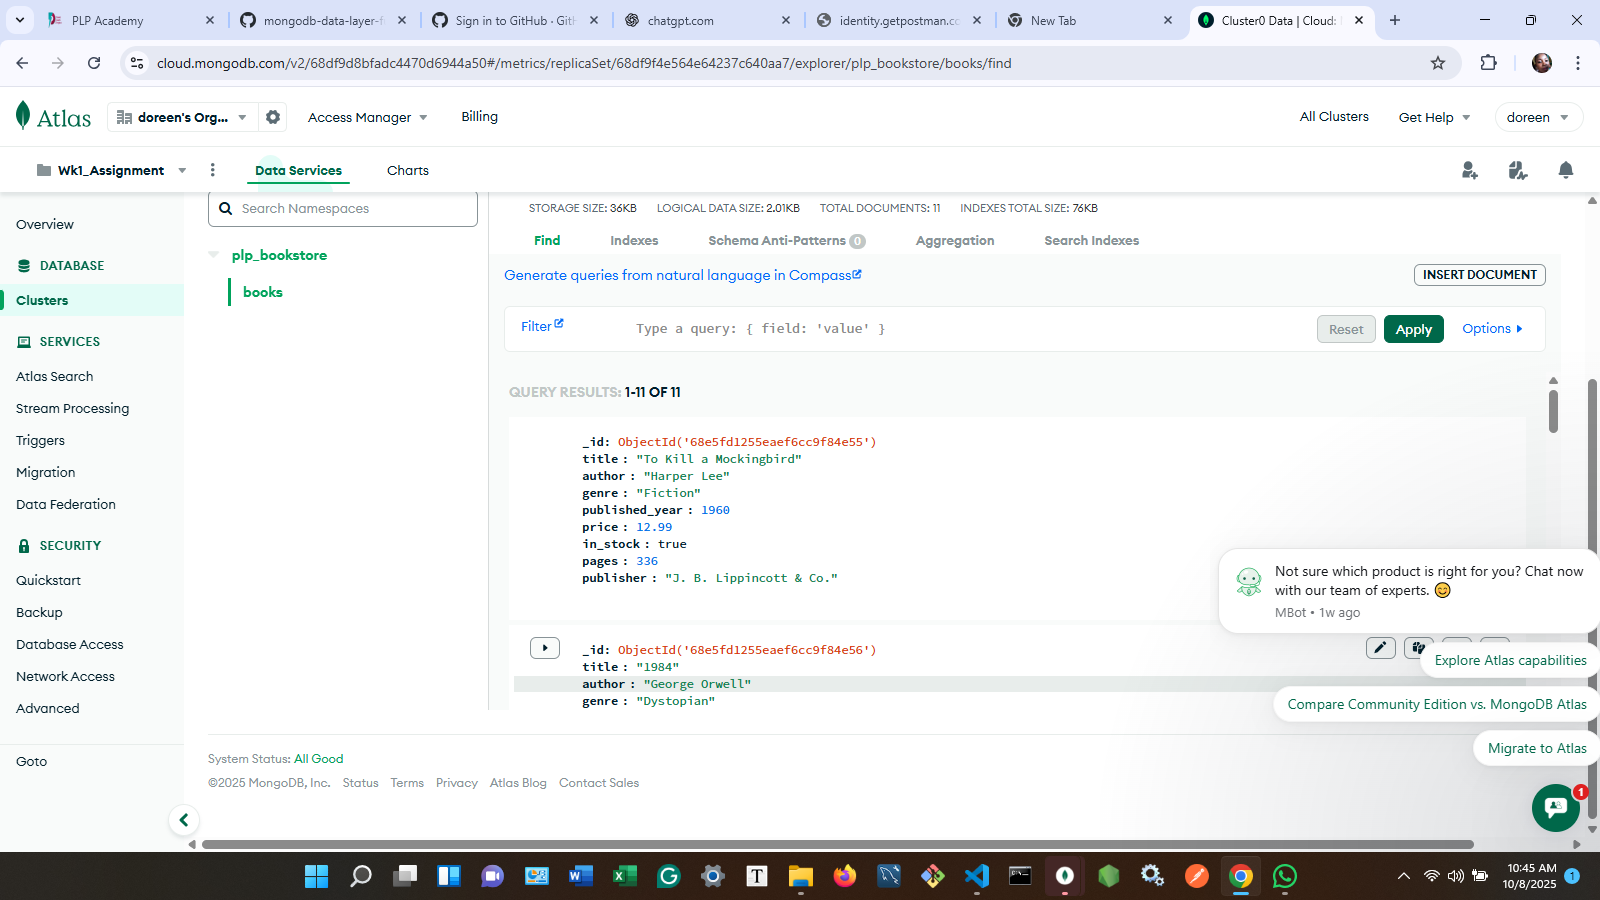 PLP Academy
mongodb-data-layer-f
Sign in to GitHub · GitH
chatgpt.com
identity.getpostman.co
New Tab
Cluster0 Data | Cloud:
cloud.mongodb.com/v2/68df9d8bfadc4470d6944a50#/metrics/replicaSet/68df9f4e564e64237c640aa7/explorer/plp_bookstore/books/find
Atlas
doreen's Org...
Access Manager
Billing
All Clusters
Get Help
doreen
Wk1_Assignment
Data Services
Charts
Overview
DATABASE
Clusters
SERVICES
Atlas Search
Stream Processing
Triggers
Migration
Data Federation
SECURITY
Quickstart
Backup
Database Access
Network Access
Advanced
Goto
Search Namespaces
plp_bookstore
books
STORAGE SIZE: 36KB LOGICAL DATA SIZE: 2.01KB TOTAL DOCUMENTS: 11 INDEXES TOTAL SIZE: 76KB
Find Indexes Schema Anti-Patterns 0 Aggregation Search Indexes
Generate queries from natural language in Compass
INSERT DOCUMENT
Filter
Type a query: { field: 'value' }
Reset
Apply
Options
QUERY RESULTS: 1-11 OF 11
_id: ObjectId('68e5fd1255eaef6cc9f84e55')
title : "To Kill a Mockingbird"
author : "Harper Lee"
genre : "Fiction"
published_year : 1960
price : 12.99
in_stock : true
pages : 336
publisher : "J. B. Lippincott & Co."
_id: ObjectId('68e5fd1255eaef6cc9f84e56')
title : "1984"
author : "George Orwell"
genre : "Dystopian"
Not sure which product is right for you? Chat now
with our team of experts. 😊
MBot • 1w ago
Explore Atlas capabilities
Compare Community Edition vs. MongoDB Atlas
Migrate to Atlas
1
System Status: All Good
©2025 MongoDB, Inc. Status Terms Privacy Atlas Blog Contact Sales
10:45 AM
10/8/2025
1